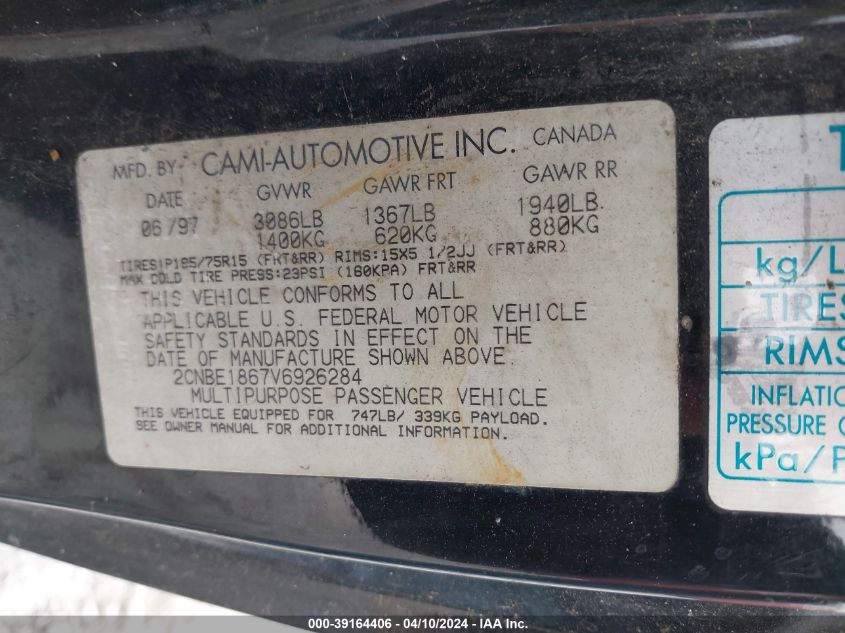 MFD. BY CAMI-AUTOMOTIVE INC. CANADA
DATE GVWR GAWR FRT GAWR RR
06/97 3086LB 1367LB 1940LB.
1400KG 620KG 880KG
TIRES:P195/75R15 (FRT&RR) RIMS:15X5 1/2JJ (FRT&RR)
MAX COLD TIRE PRESS:23PSI (160KPA) FRT&RR
THIS VEHICLE CONFORMS TO ALL
APPLICABLE U.S. FEDERAL MOTOR VEHICLE
SAFETY STANDARDS IN EFFECT ON THE
DATE OF MANUFACTURE SHOWN ABOVE.
2CNBE1867V6926284
MULTIPURPOSE PASSENGER VEHICLE
THIS VEHICLE EQUIPPED FOR 747LB/ 339KG PAYLOAD.
SEE OWNER MANUAL FOR ADDITIONAL INFORMATION.
T
kg/L
TIRES
RIMS
INFLATIO
PRESSURE
kPa/P
000-39164406 - 04/10/2024 - IAA Inc.